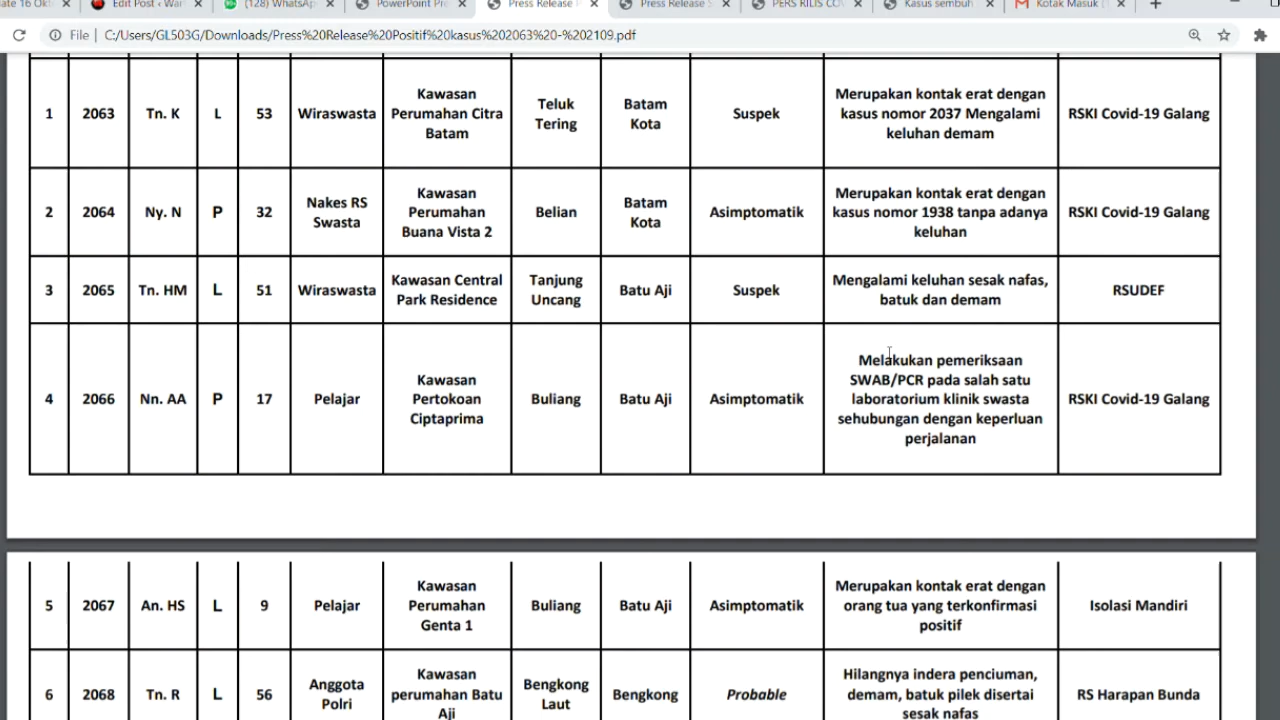 Edit Post ‹ War
(128) WhatsAp
PowerPoint Pr
Press Release
Press Release
PERS RILIS CO
Kasus sembuh
Kotak Masuk (
File | C:/Users/GL503G/Downloads/Press%20Release%20Positif%20kasus%202063%20-%202109.pdf
1
2063
Tn. K
L
53
Wiraswasta
Kawasan
Perumahan Citra
Batam
Teluk
Tering
Batam
Kota
Suspek
Merupakan kontak erat dengan
kasus nomor 2037 Mengalami
keluhan demam
RSKI Covid-19 Galang
2
2064
Ny. N
P
32
Nakes RS
Swasta
Kawasan
Perumahan
Buana Vista 2
Belian
Batam
Kota
Asimptomatik
Merupakan kontak erat dengan
kasus nomor 1938 tanpa adanya
keluhan
RSKI Covid-19 Galang
3
2065
Tn. HM
L
51
Wiraswasta
Kawasan Central
Park Residence
Tanjung
Uncang
Batu Aji
Suspek
Mengalami keluhan sesak nafas,
batuk dan demam
RSUDEF
4
2066
Nn. AA
P
17
Pelajar
Kawasan
Pertokoan
Ciptaprima
Buliang
Batu Aji
Asimptomatik
Melakukan pemeriksaan
SWAB/PCR pada salah satu
laboratorium klinik swasta
sehubungan dengan keperluan
perjalanan
RSKI Covid-19 Galang
5
2067
An. HS
L
9
Pelajar
Kawasan
Perumahan
Genta 1
Buliang
Batu Aji
Asimptomatik
Merupakan kontak erat dengan
orang tua yang terkonfirmasi
positif
Isolasi Mandiri
6
2068
Tn. R
L
56
Anggota
Polri
Kawasan
perumahan Batu
Aji
Bengkong
Laut
Bengkong
Probable
Hilangnya indera penciuman,
demam, batuk pilek disertai
sesak nafas
RS Harapan Bunda